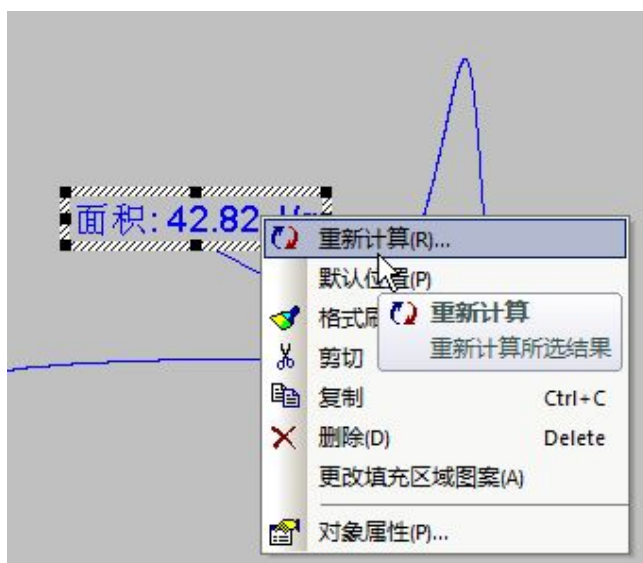 面积: 42.82
重新计算(R)...
默认位置(P)
格式
重新计算
重新计算所选结果
剪切
复制 Ctrl+C
删除(D) Delete
更改填充区域图案(A)
对象属性(P)...